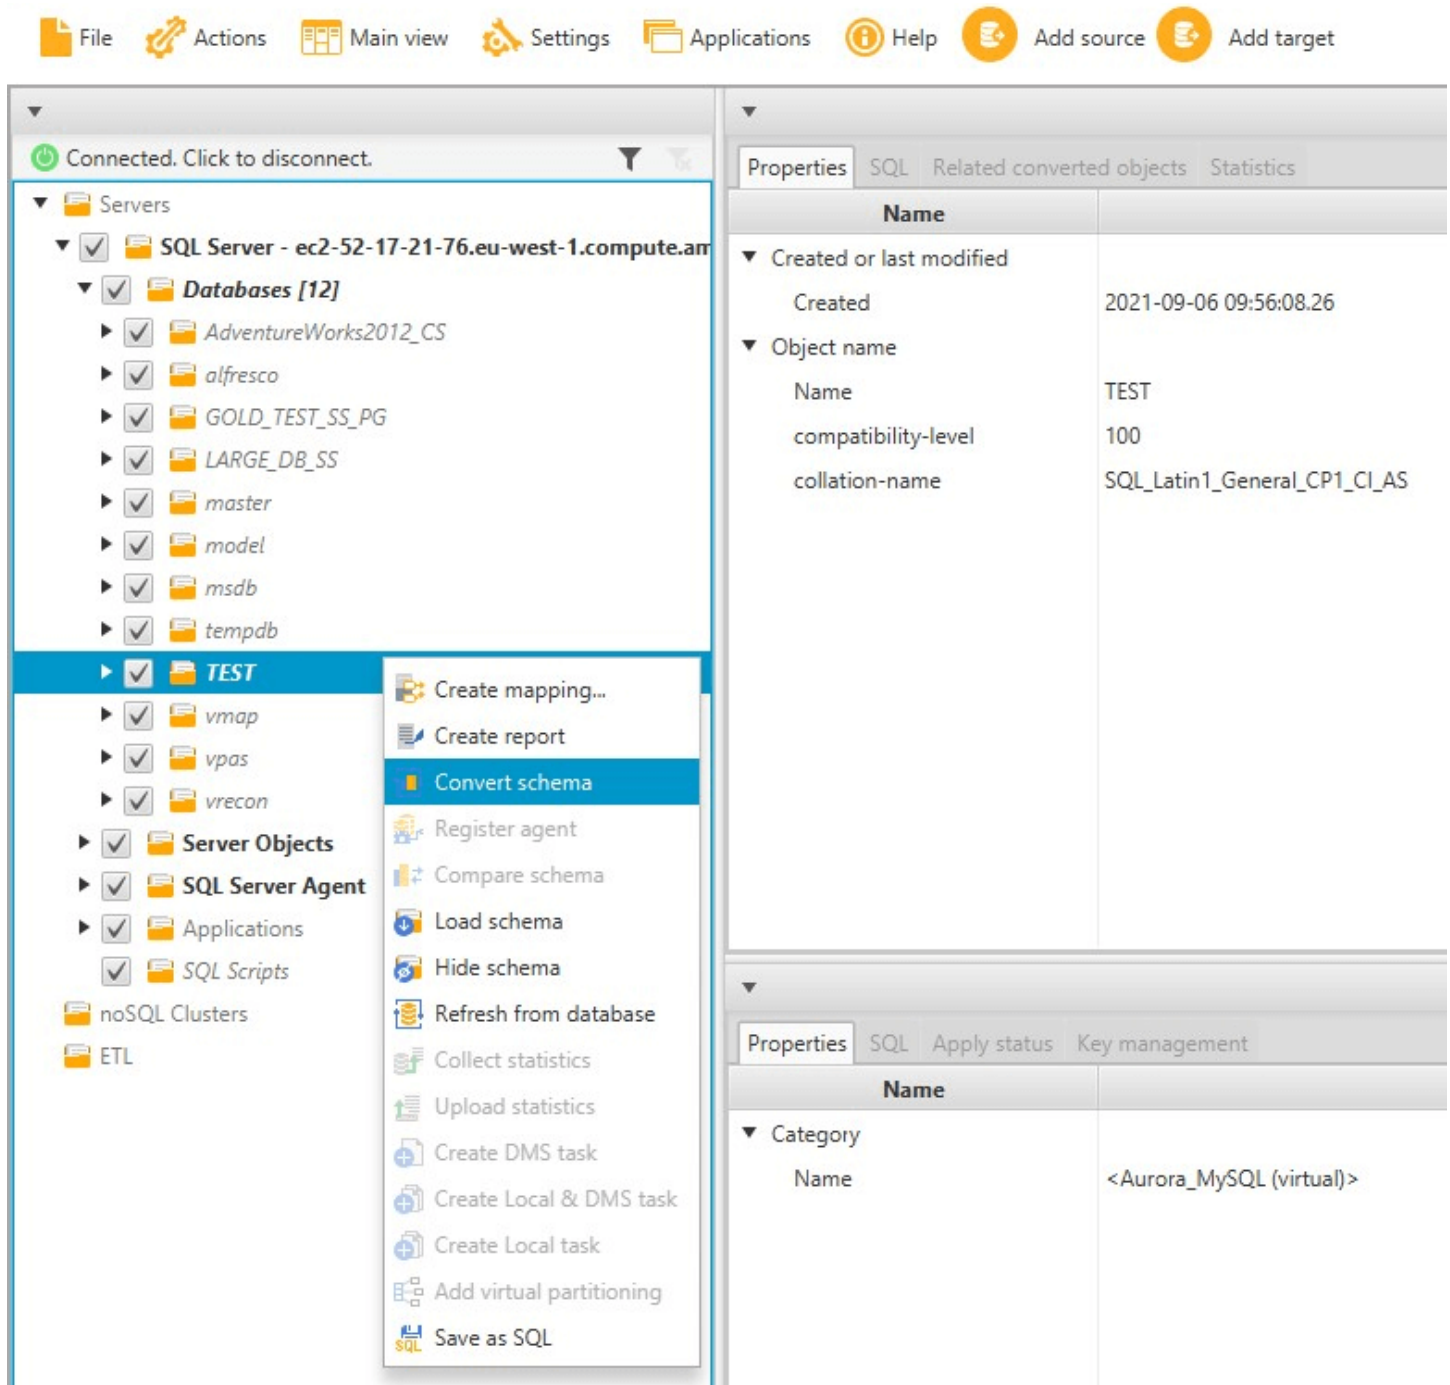 File Actions Main view Settings Applications Help Add source Add target
Connected. Click to disconnect.
Servers
SQL Server - ec2-52-17-21-76.eu-west-1.compute.am
Databases [12]
AdventureWorks2012_CS
alfresco
GOLD_TEST_SS_PG
LARGE_DB_SS
master
model
msdb
tempdb
TEST
vmap
vpas
vrecon
Server Objects
SQL Server Agent
Applications
SQL Scripts
noSQL Clusters
ETL
Create mapping...
Create report
Convert schema
Register agent
Compare schema
Load schema
Hide schema
Refresh from database
Collect statistics
Upload statistics
Create DMS task
Create Local & DMS task
Create Local task
Add virtual partitioning
SQL Save as SQL
Properties SQL Related converted objects Statistics
Name
Created or last modified
Created 2021-09-06 09:56:08.26
Object name
Name TEST
compatibility-level 100
collation-name SQL_Latin1_General_CP1_CI_AS
Properties SQL Apply status Key management
Name
Category
Name <Aurora_MySQL (virtual)>